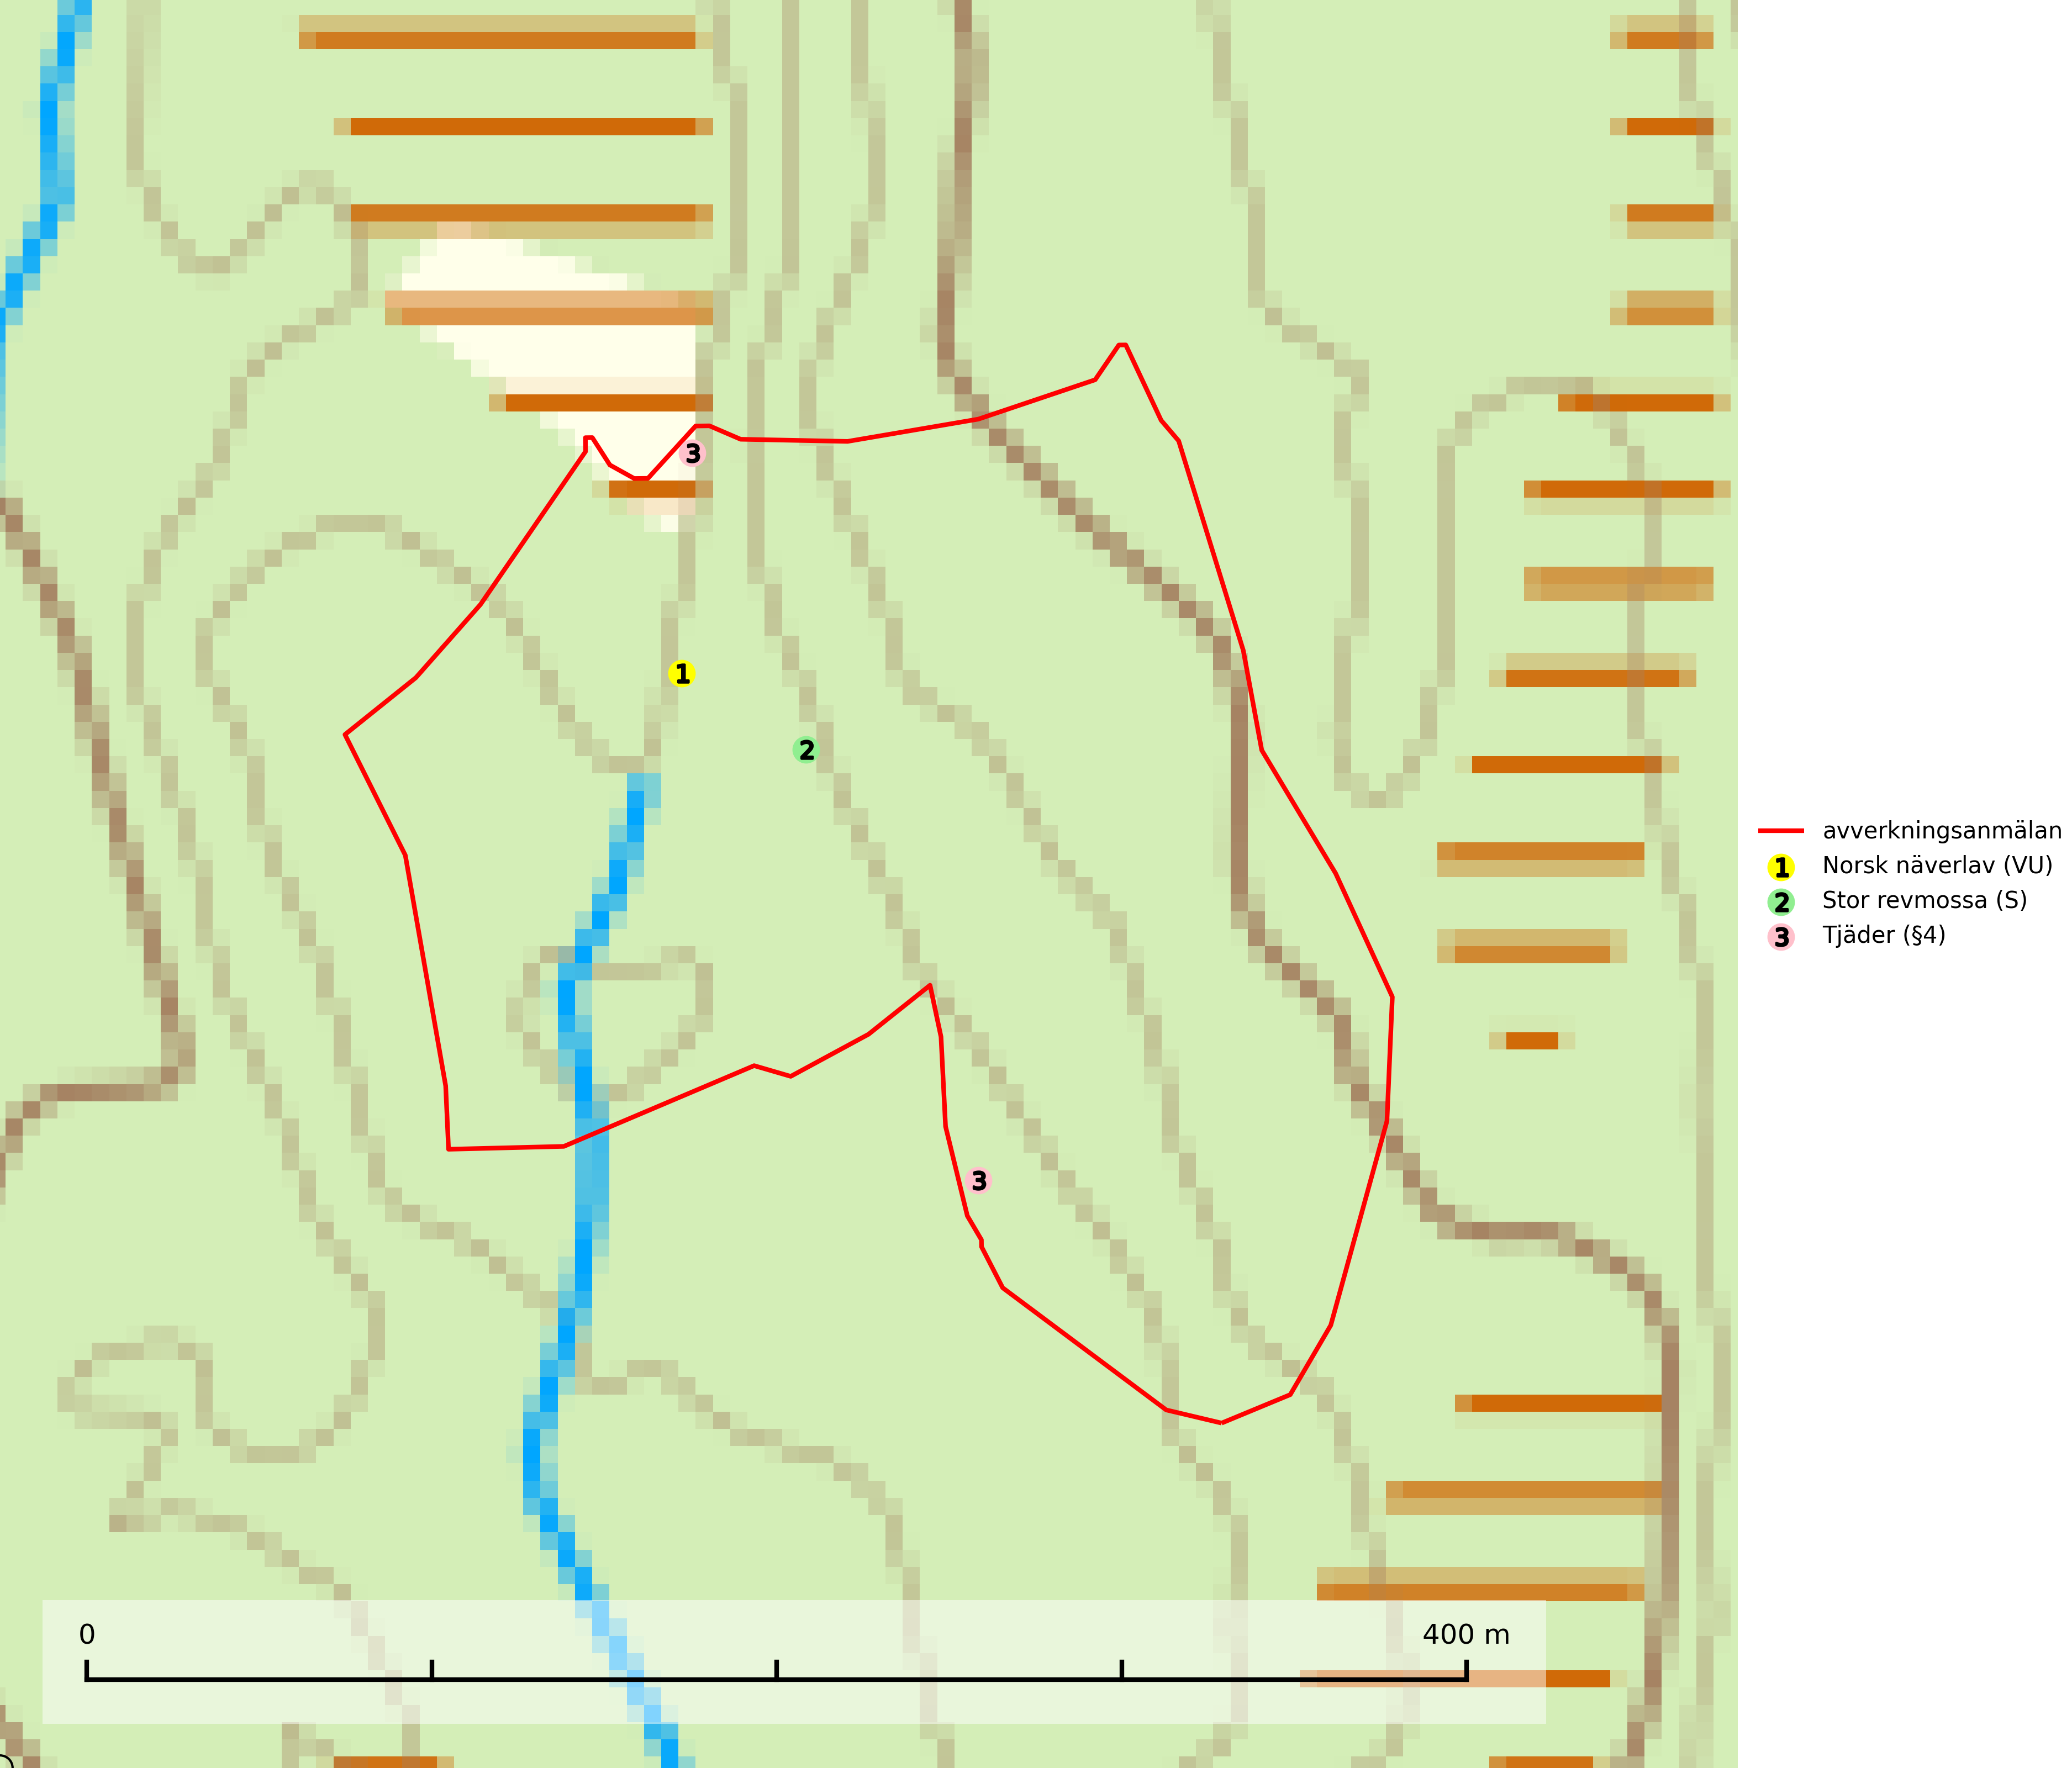 3
1
2
3
avverkningsanmälan
1 Norsk näverlav (VU)
2 Stor revmossa (S)
3 Tjäder (§4)
0 400 m